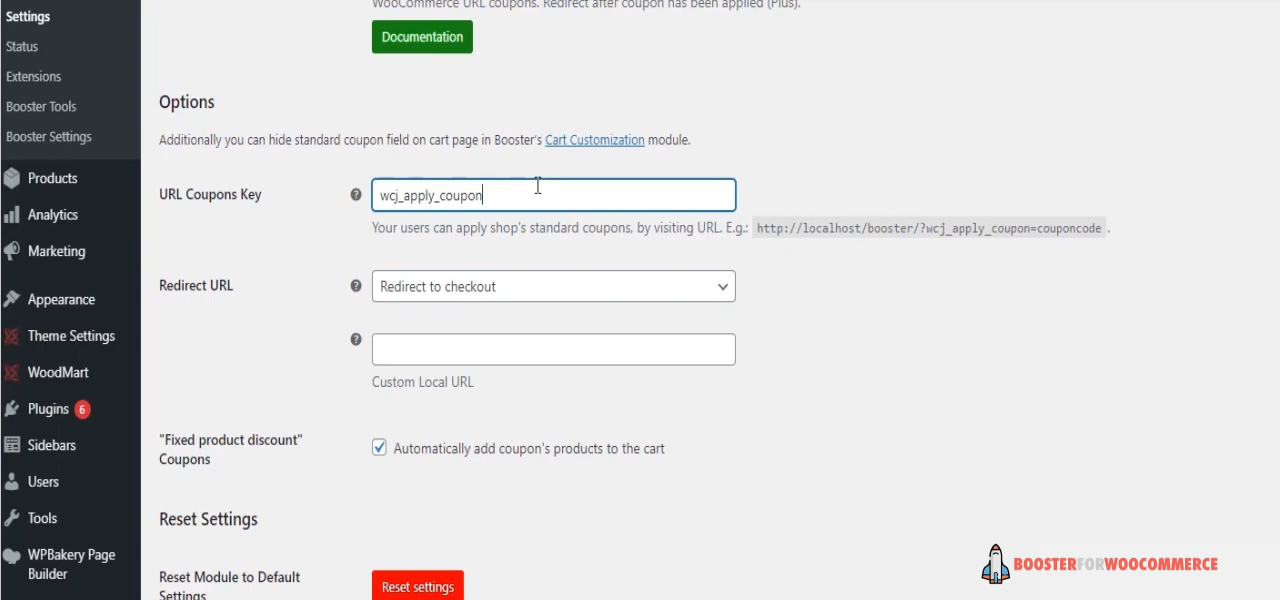 Settings
Status
Extensions
Booster Tools
Booster Settings
Products
Analytics
Marketing
Appearance
Theme Settings
WoodMart
Plugins 6
Sidebars
Users
Tools
WPBakery Page
Builder
WooCommerce URL coupons. Redirect after coupon has been applied (Plus).
Documentation
Options
Additionally you can hide standard coupon field on cart page in Booster's Cart Customization module.
URL Coupons Key
wcj_apply_coupon
Your users can apply shop's standard coupons, by visiting URL. E.g.: http://localhost/booster/?wcj_apply_coupon=couponcode .
Redirect URL
Redirect to checkout
Custom Local URL
"Fixed product discount"
Coupons
Automatically add coupon's products to the cart
Reset Settings
Reset Module to Default
Settings
Reset settings
BOOSTERFORWOOCOMMERCE